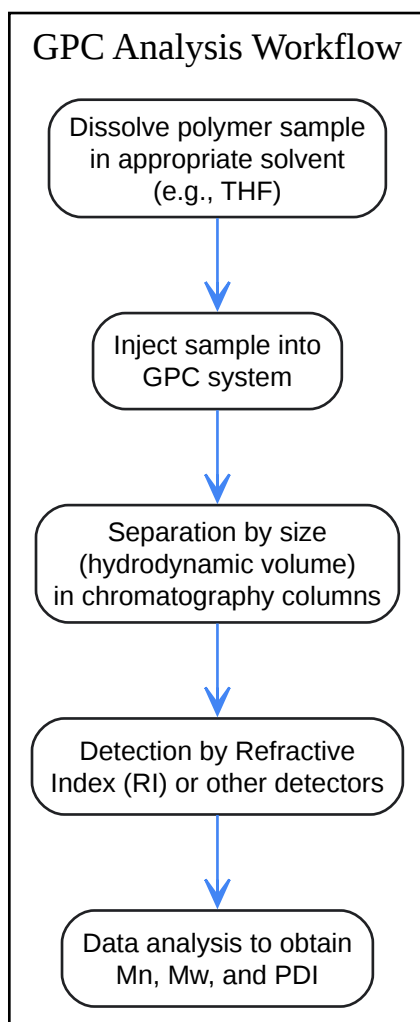 GPC Analysis Workflow
Dissolve polymer sample
in appropriate solvent
(e.g., THF)
Inject sample into
GPC system
Separation by size
(hydrodynamic volume)
in chromatography columns
Detection by Refractive
Index (RI) or other detectors
Data analysis to obtain
Mn, Mw, and PDI